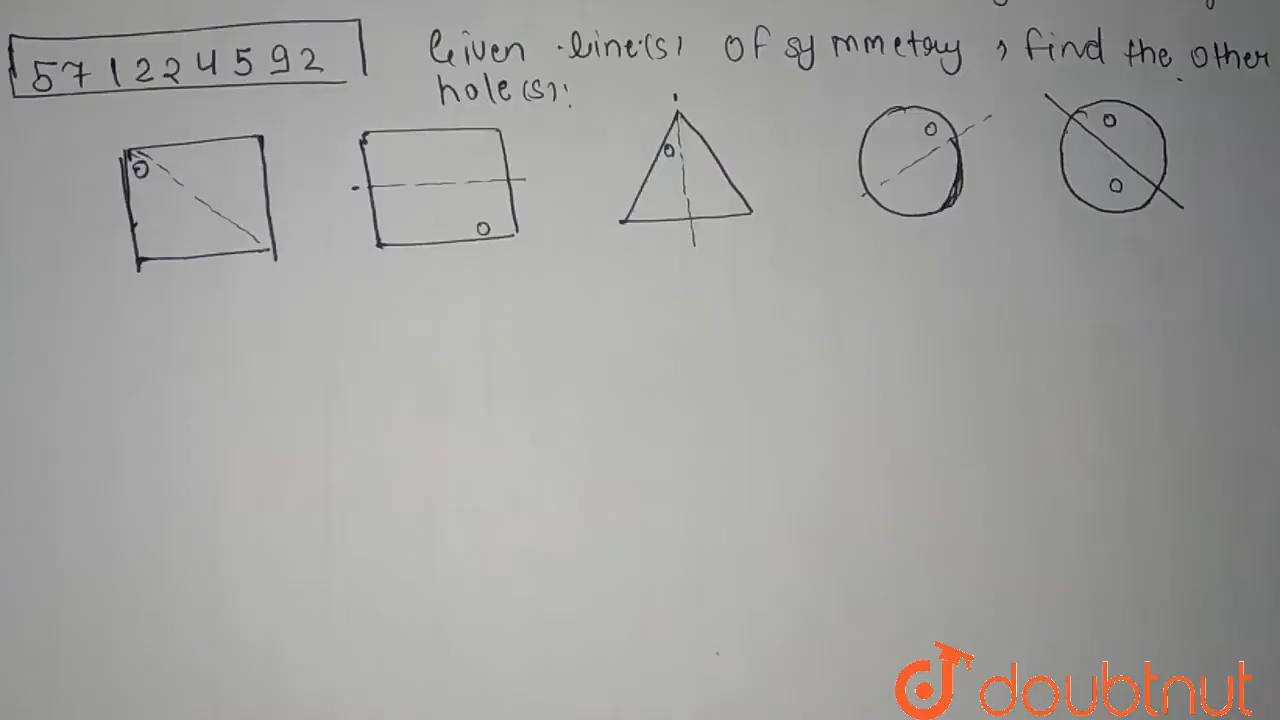 571224592
Given line(s) of symmetry, find the other
hole(s):
doubtnut